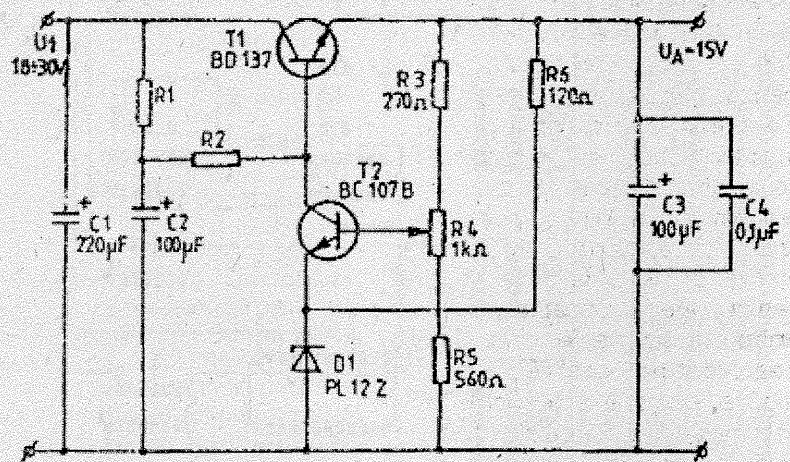 U1
18÷30V
T1
BD 137
R1
R2
T2
BC 107B
R3
270Ω
R6
120Ω
UA=15V
C1
220µF
+
C2
100µF
+
R4
1kΩ
C3
100µF
+
C4
0,1µF
D1
PL 12 Z
R5
560Ω